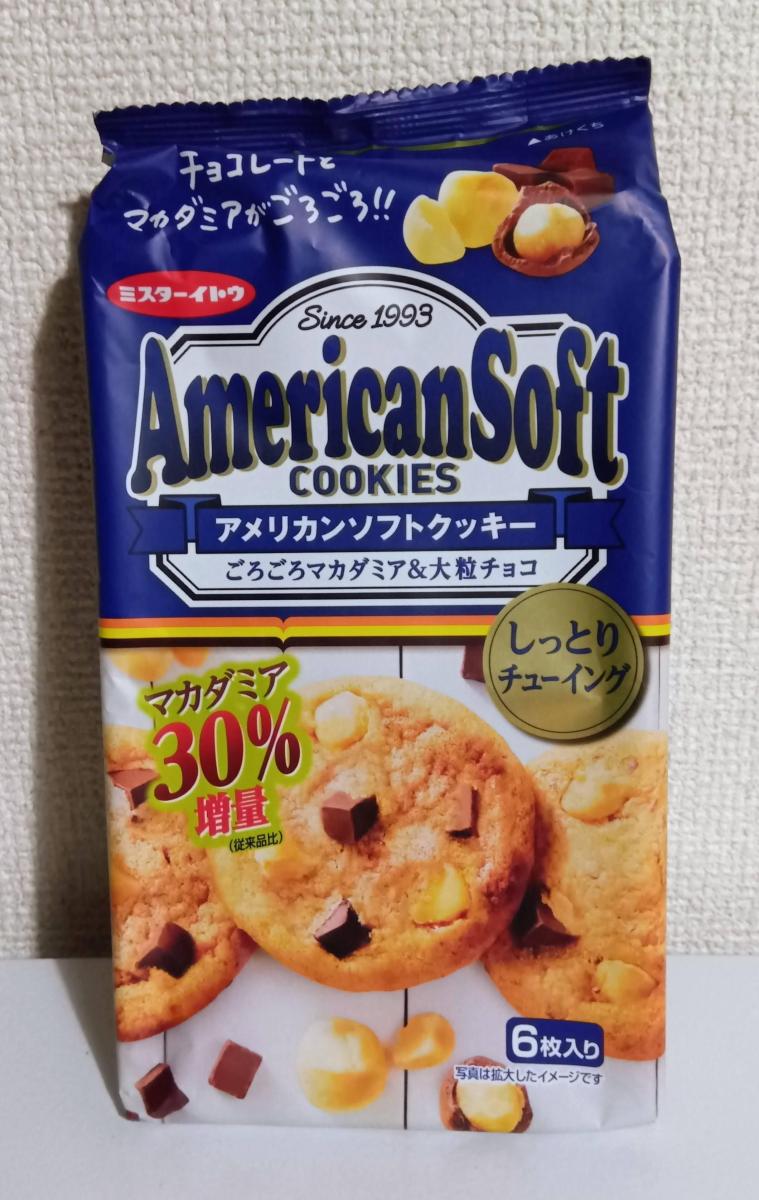 ▲あけくち
チョコレートと
マカダミアがごろごろ!!
ミスターイトウ
Since 1993
AmericanSoft
COOKIES
アメリカンソフトクッキー
ごろごろマカダミア&大粒チョコ
しっとり
チューイング
マカダミア
30%
増量
(従来品比)
6枚入り
写真は拡大したイメージです